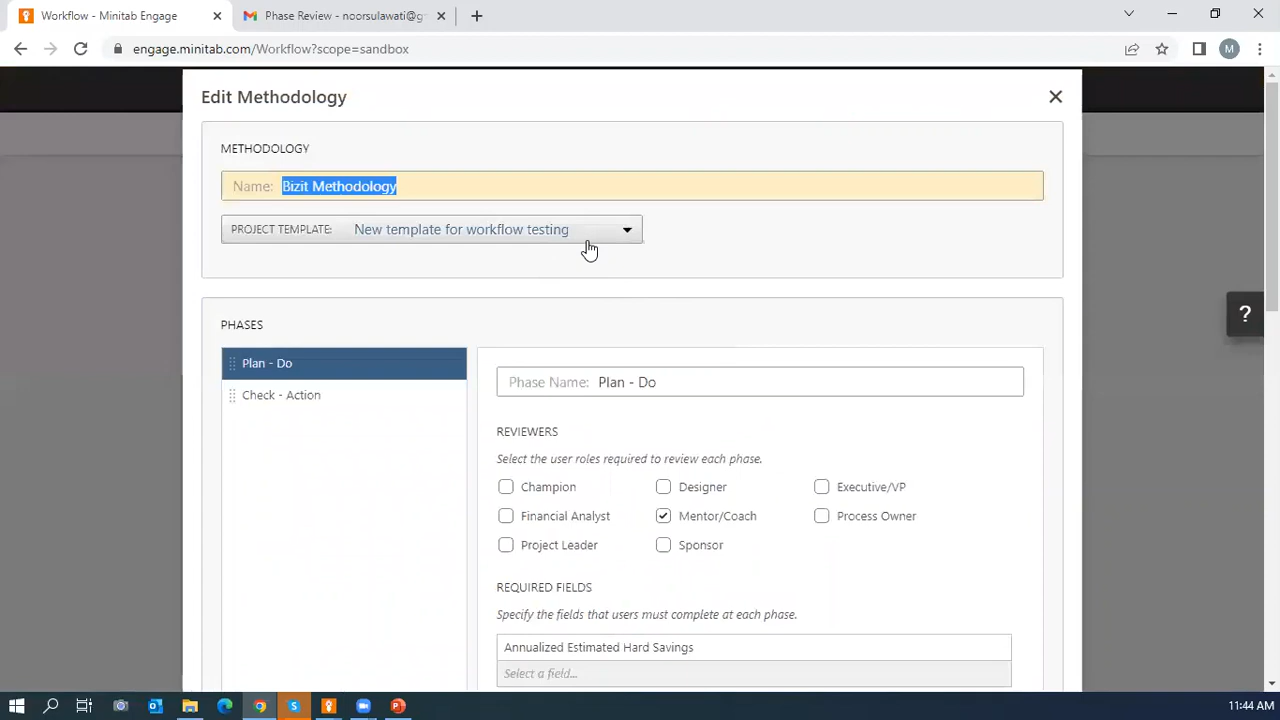 Workflow - Minitab Engage
Phase Review - noorsulawati@g
engage.minitab.com/Workflow?scope=sandbox
M
Edit Methodology
METHODOLOGY
Name: Bizit Methodology
PROJECT TEMPLATE: New template for workflow testing
?
PHASES
Plan - Do
Check - Action
Phase Name: Plan - Do
REVIEWERS
Select the user roles required to review each phase.
Champion Designer Executive/VP
Financial Analyst Mentor/Coach Process Owner
Project Leader Sponsor
REQUIRED FIELDS
Specify the fields that users must complete at each phase.
Annualized Estimated Hard Savings
Select a field...
11:44 AM